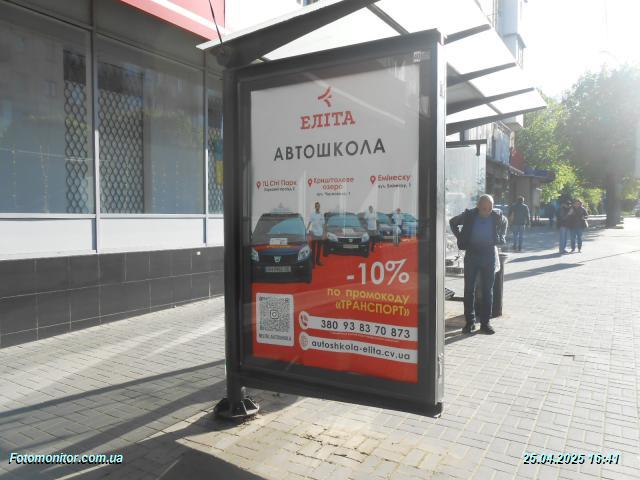 ЕЛІТА
АВТОШКОЛА
ТЦ Сіті Парк
Кришталеве
озеро
Емінеску
-10%
по промокоду
«ТРАНСПОРТ»
380 93 83 70 873
autoshkola-elita.cv.ua
Fotomonitor.com.ua
25.04.2025 16:41